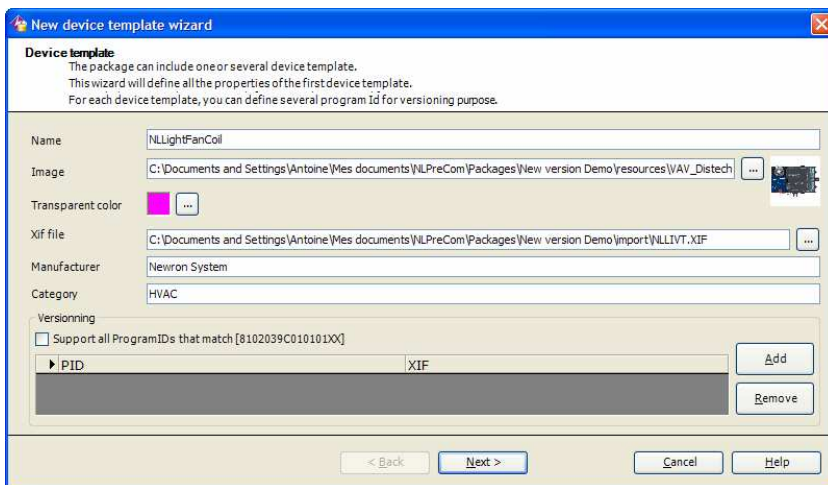 New device template wizard
Device template
The package can include one or several device template.
This wizard will define all the properties of the first device template.
For each device template, you can define several program Id for versioning purpose.
Name
NLLightFanCoil
Image
C:\Documents and Settings\Antoine\Mes documents\NLPreCom\Packages\New version Demo\resources\VAV_Distech
...
Transparent color
...
Xif file
C:\Documents and Settings\Antoine\Mes documents\NLPreCom\Packages\New version Demo\import\NLLIVT.XIF
...
Manufacturer
Newron System
Category
HVAC
Versionning
Support all ProgramIDs that match [8102039C010101XX]
PID XIF
Add
Remove
< Back Next > Cancel Help